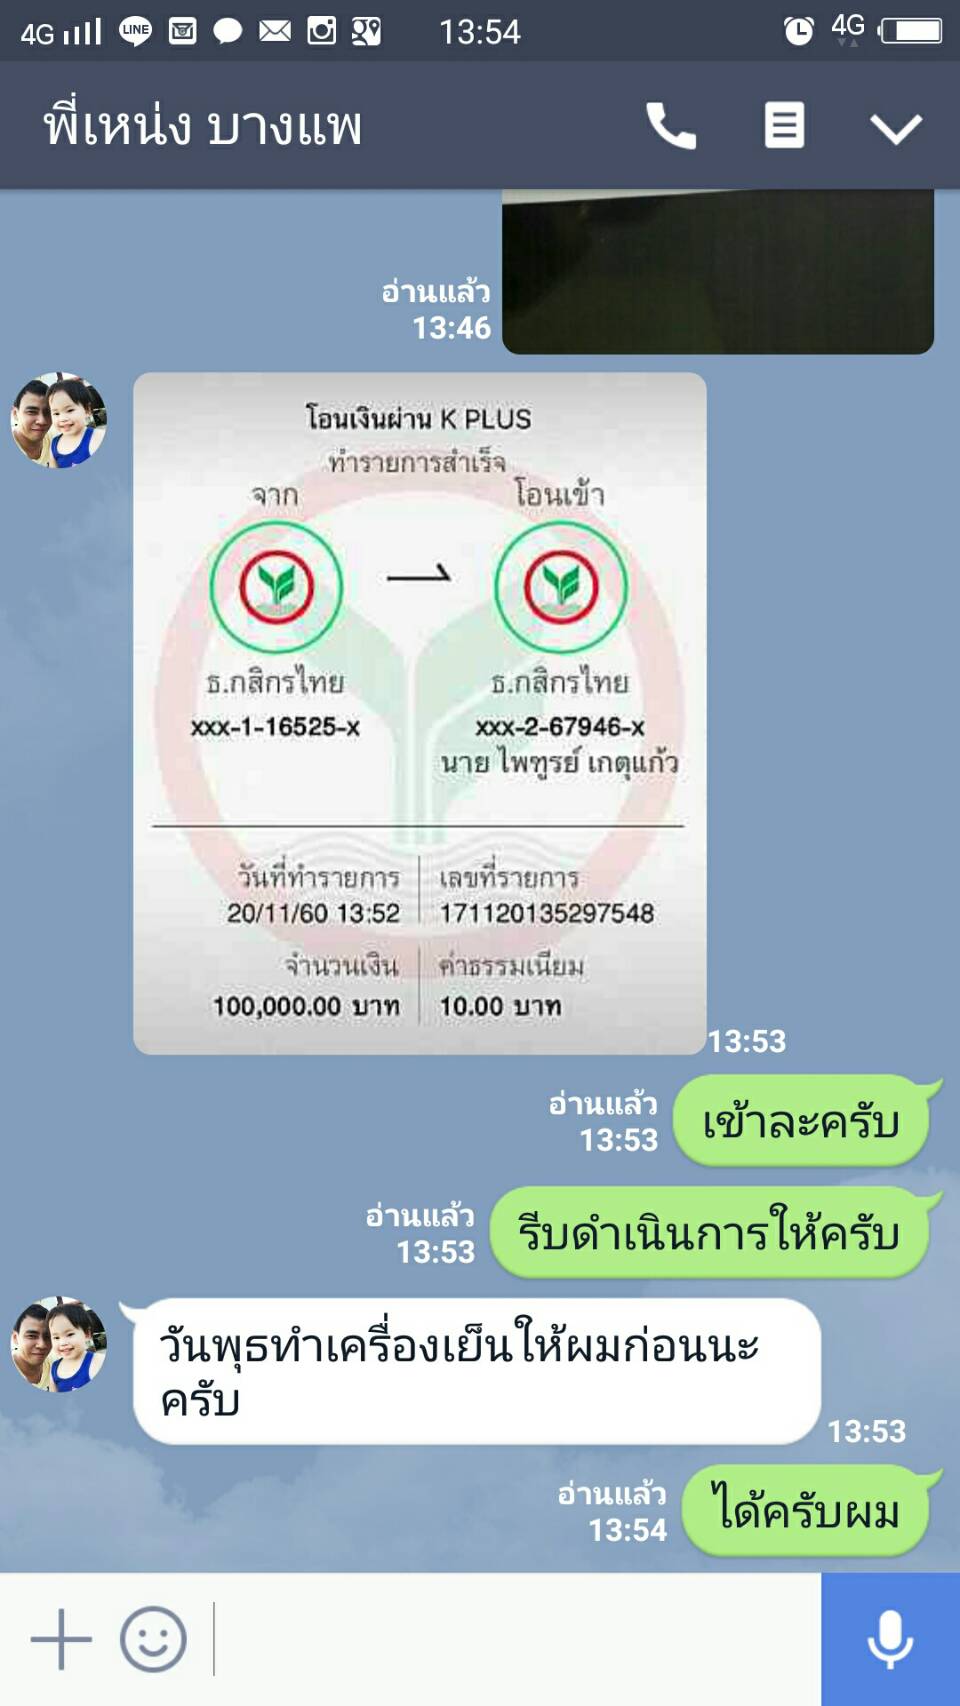 4G
LINE
13:54
4G
พี่เหน่ง บางแพ
อ่านแล้ว
13:46
โอนเงินผ่าน K PLUS
ทำรายการสำเร็จ
จาก
โอนเข้า
ธ.กสิกรไทย
ธ.กสิกรไทย
xxx-1-16525-x
xxx-2-67946-x
นาย ไพฑูรย์ เกตุแก้ว
วันที่ทำรายการ
เลขที่รายการ
20/11/60 13:52
171120135297548
จำนวนเงิน
ค่าธรรมเนียม
100,000.00 บาท
10.00 บาท
13:53
อ่านแล้ว
13:53
เข้าละครับ
อ่านแล้ว
13:53
รีบดำเนินการให้ครับ
วันพุธทำเครื่องเย็นให้ผมก่อนนะ
ครับ
13:53
อ่านแล้ว
13:54
ได้ครับผม